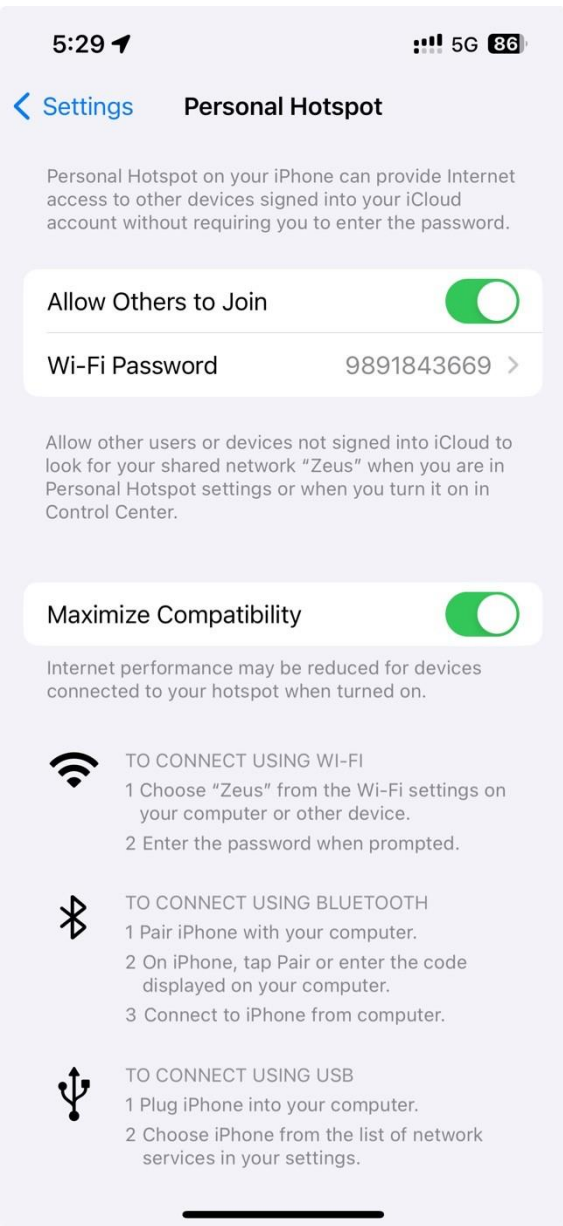 5:29
5G 86
Settings
Personal Hotspot
Personal Hotspot on your iPhone can provide Internet
access to other devices signed into your iCloud
account without requiring you to enter the password.
Allow Others to Join
Wi-Fi Password 9891843669
Allow other users or devices not signed into iCloud to
look for your shared network “Zeus” when you are in
Personal Hotspot settings or when you turn it on in
Control Center.
Maximize Compatibility
Internet performance may be reduced for devices
connected to your hotspot when turned on.
TO CONNECT USING WI-FI
1 Choose “Zeus” from the Wi-Fi settings on
your computer or other device.
2 Enter the password when prompted.
TO CONNECT USING BLUETOOTH
1 Pair iPhone with your computer.
2 On iPhone, tap Pair or enter the code
displayed on your computer.
3 Connect to iPhone from computer.
TO CONNECT USING USB
1 Plug iPhone into your computer.
2 Choose iPhone from the list of network
services in your settings.